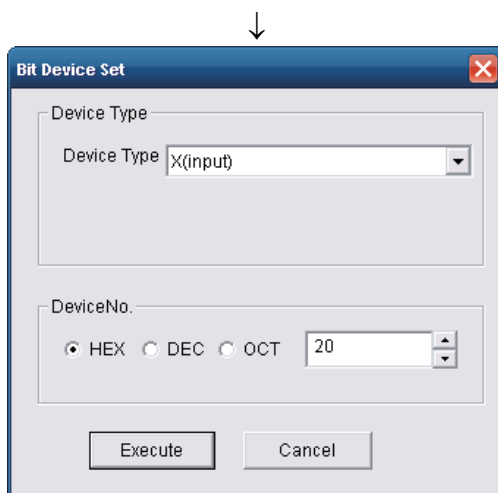 ↓
Bit Device Set
Device Type
Device Type X(input)
DeviceNo.
HEX DEC OCT 20
Execute Cancel